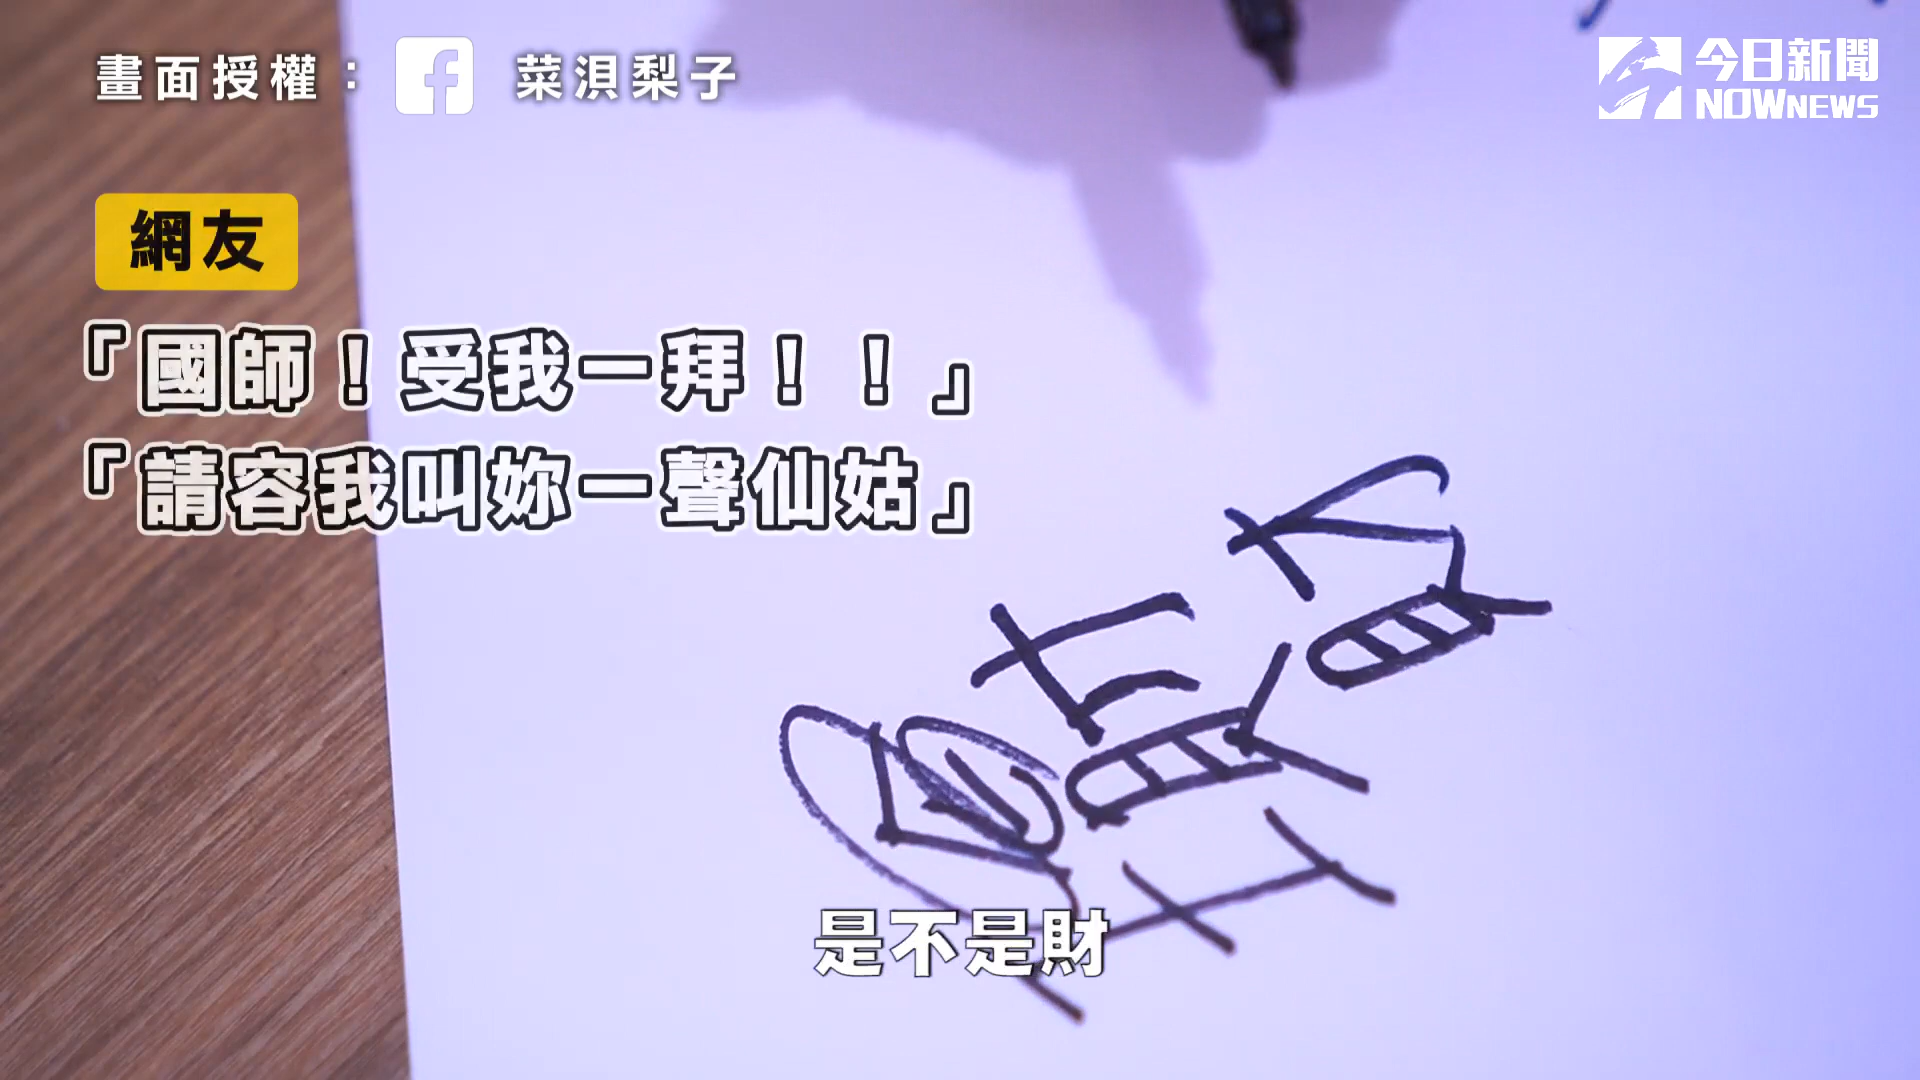 畫面授權： 菜浿梨子
今日新聞
NOWNEWS
網友
『國師！受我一拜！！』
『請容我叫妳一聲仙姑』
是不是財